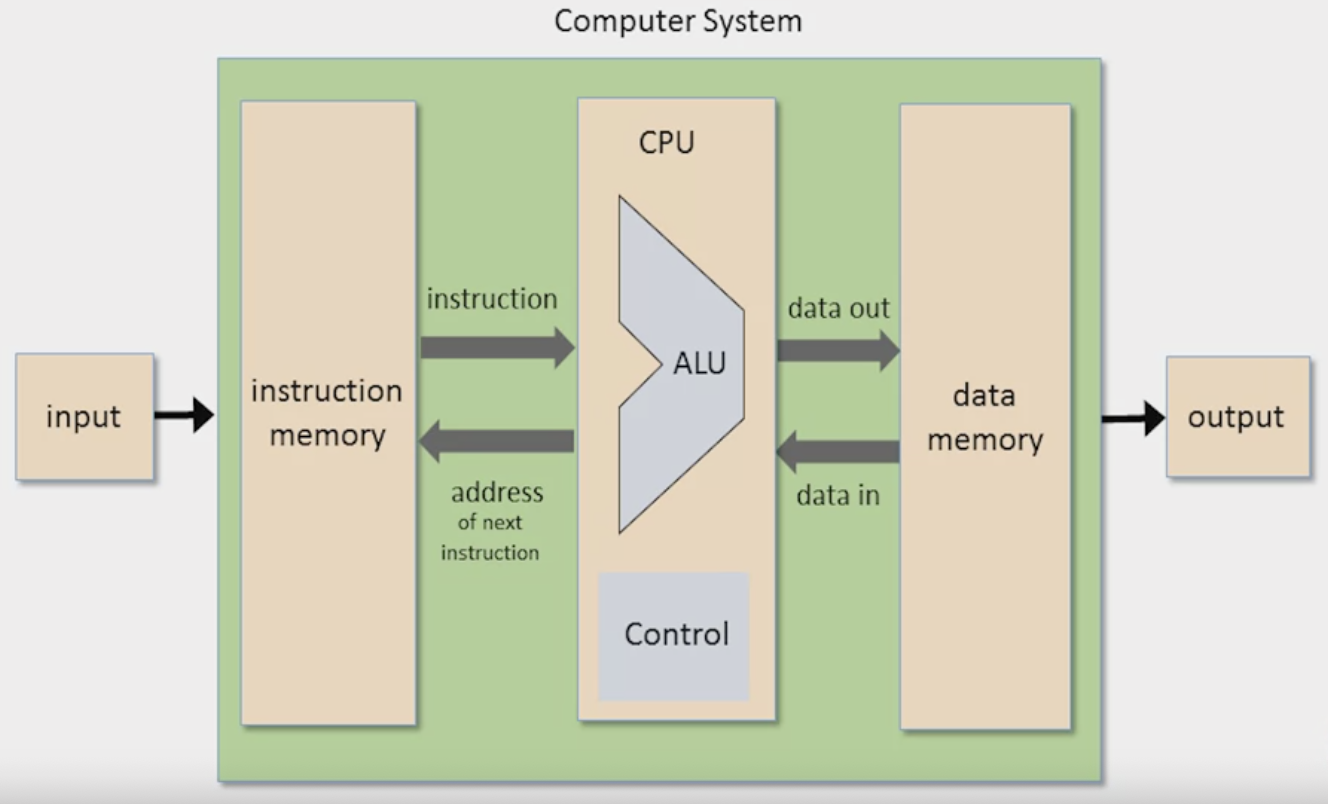 Computer System
input
instruction
memory
instruction
address
of next
instruction
CPU
ALU
Control
data out
data in
data
memory
output